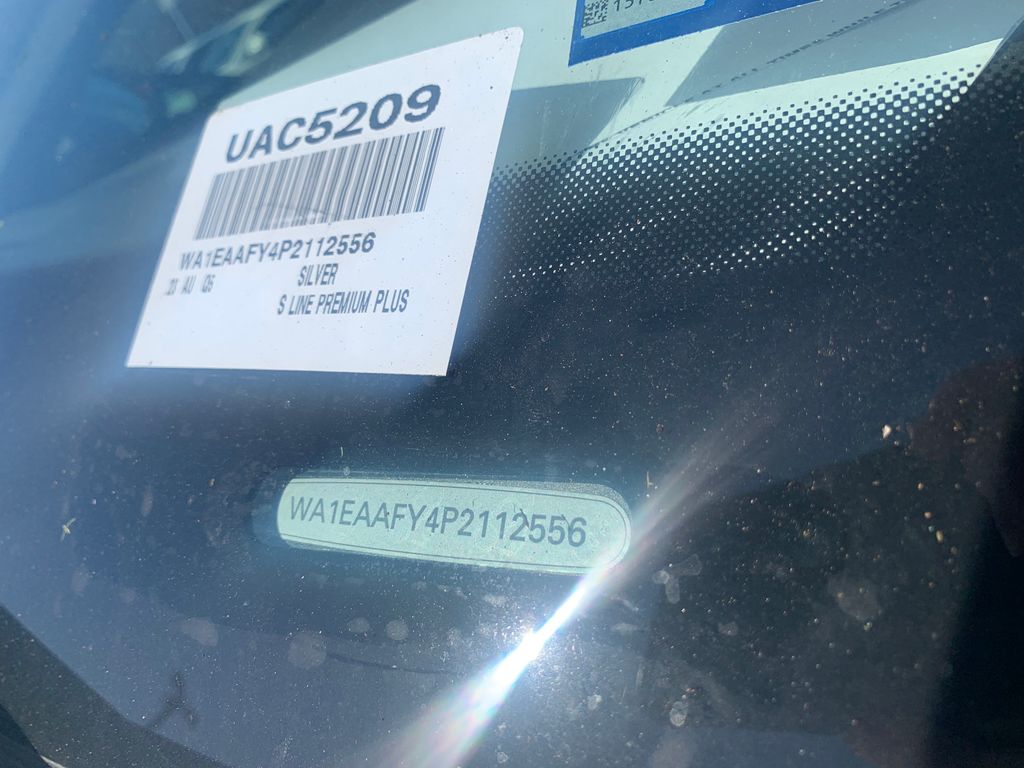 UAC5209
WA1EAAFY4P2112556
23 AU Q5 SILVER
S LINE PREMIUM PLUS
WA1EAAFY4P2112556